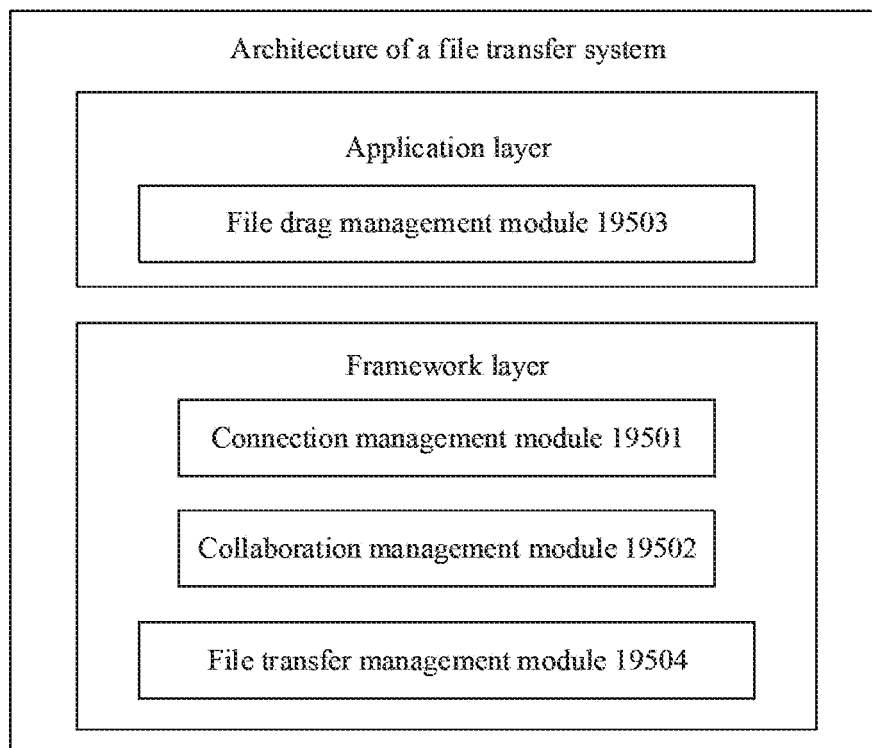 Architecture of a file transfer system
Application layer
File drag management module 19503
Framework layer
Connection management module 19501
Collaboration management module 19502
File transfer management module 19504